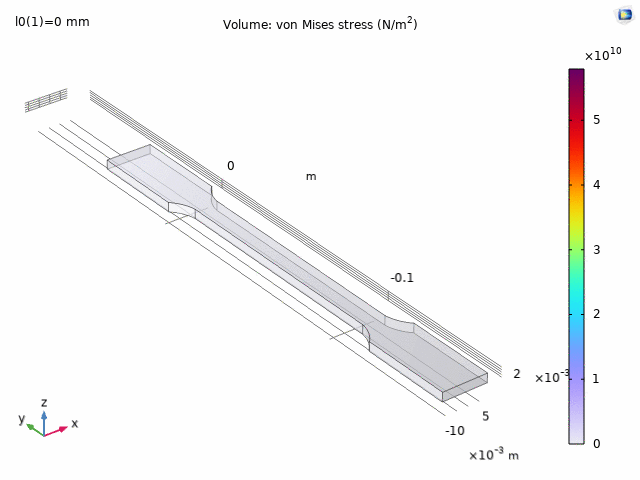 l0(1)=0 mm
Volume: von Mises stress (N/m²)
×10¹⁰
5
4
3
2
1
0
0
m
-0.1
2
×10⁻³
5
-10
×10⁻³ m
z
y
x